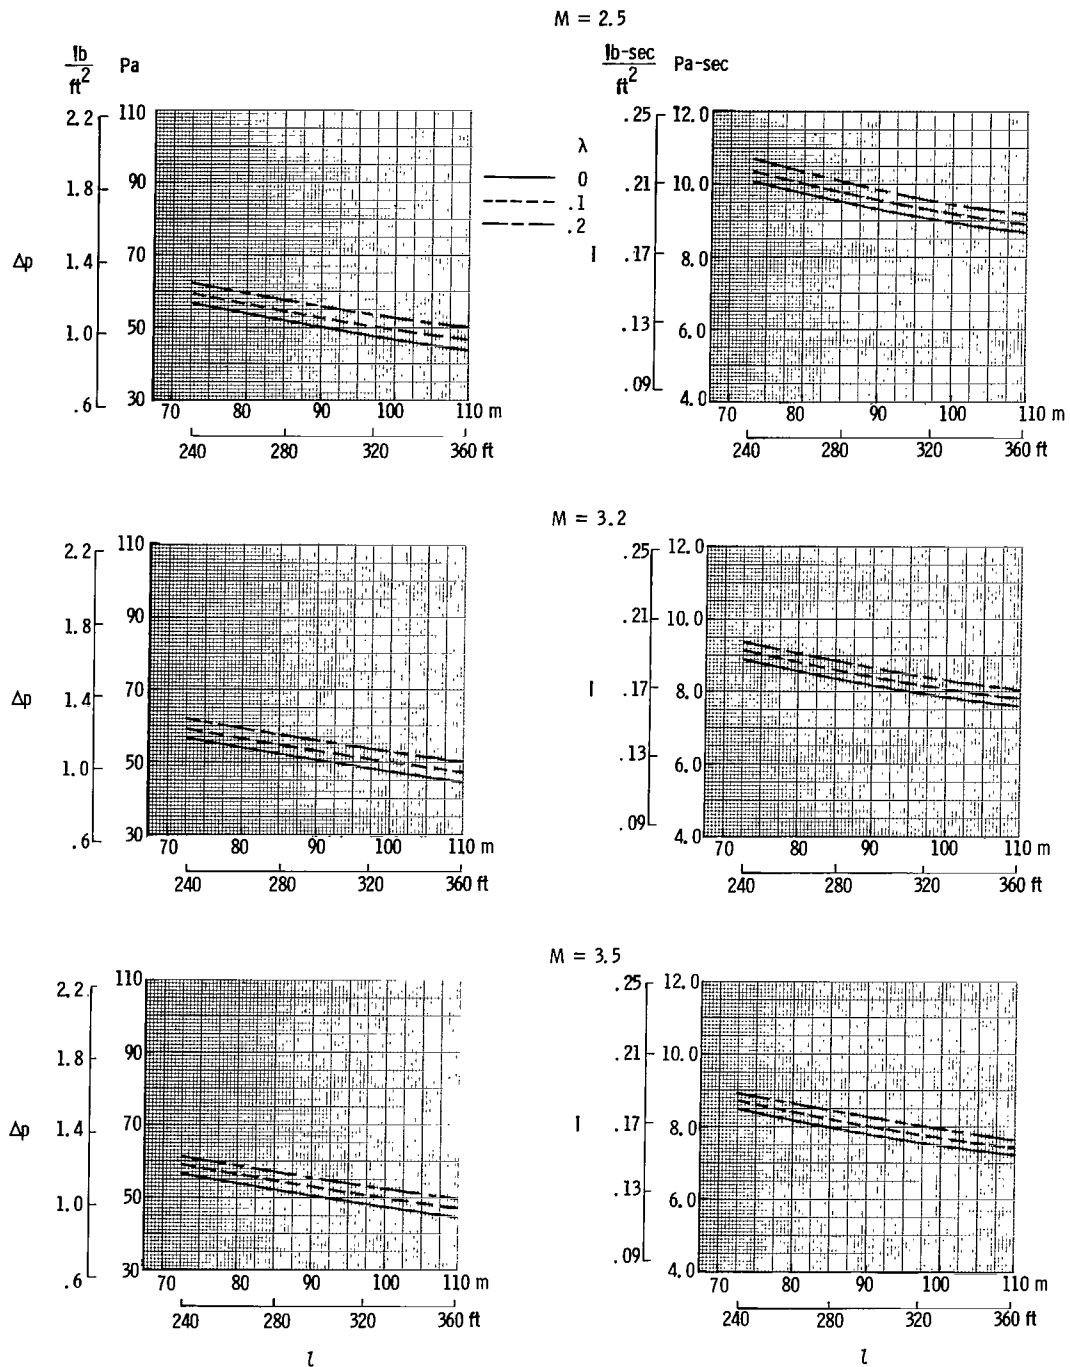 M = 2.5
lb/ft² Pa
lb-sec/ft² Pa-sec
2.2 110
1.8 90
1.4 70
1.0 50
.6 30
Δp
70 80 90 100 110 m
240 280 320 360 ft
λ
0
.1
.2
.25 12.0
.21 10.0
.17 8.0
.13 6.0
.09 4.0
I
70 80 90 100 110 m
240 280 320 360 ft
M = 3.2
2.2 110
1.8 90
1.4 70
1.0 50
.6 30
Δp
70 80 90 100 110 m
240 280 320 360 ft
.25 12.0
.21 10.0
.17 8.0
.13 6.0
.09 4.0
I
70 80 90 100 110 m
240 280 320 360 ft
M = 3.5
2.2 110
1.8 90
1.4 70
1.0 50
.6 30
Δp
70 80 90 100 110 m
240 280 320 360 ft
l
.25 12.0
.21 10.0
.17 8.0
.13 6.0
.09 4.0
I
70 80 90 100 110 m
240 280 320 360 ft
l